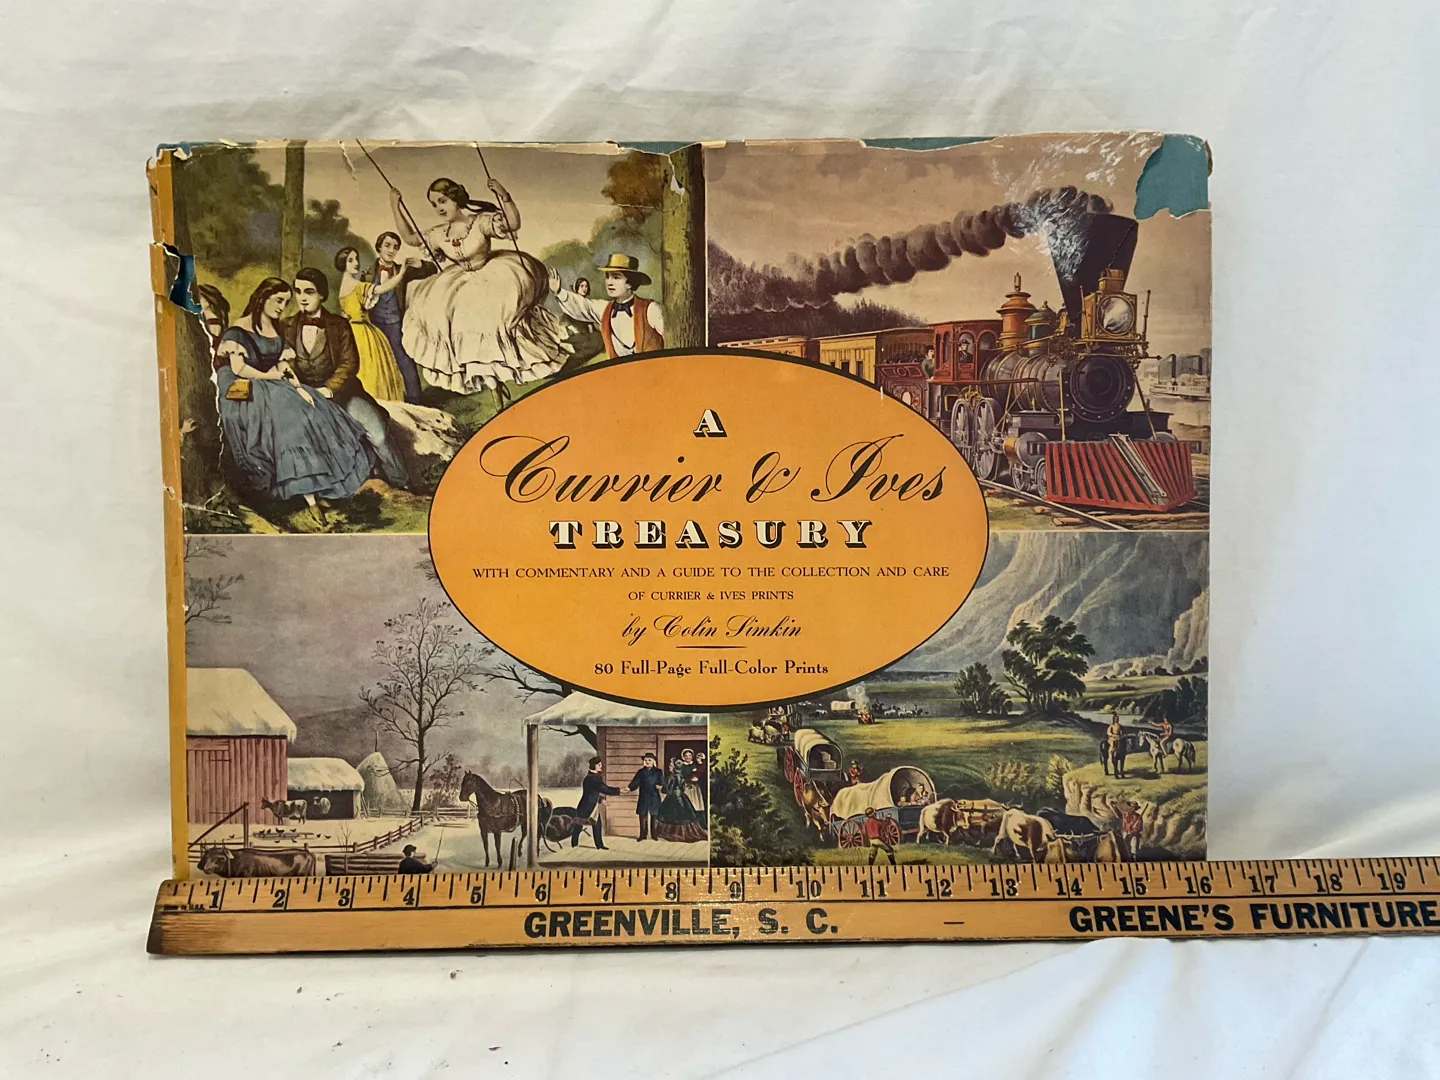 A
Currier & Ives
TREASURY
WITH COMMENTARY AND A GUIDE TO THE COLLECTION AND CARE
OF CURRIER & IVES PRINTS
by Colin Simkin
80 Full-Page Full-Color Prints
1 2 3 4 5 6 7 8 9 10 11 12 13 14 15 16 17 18 19
GREENVILLE, S. C. — GREENE'S FURNITURE